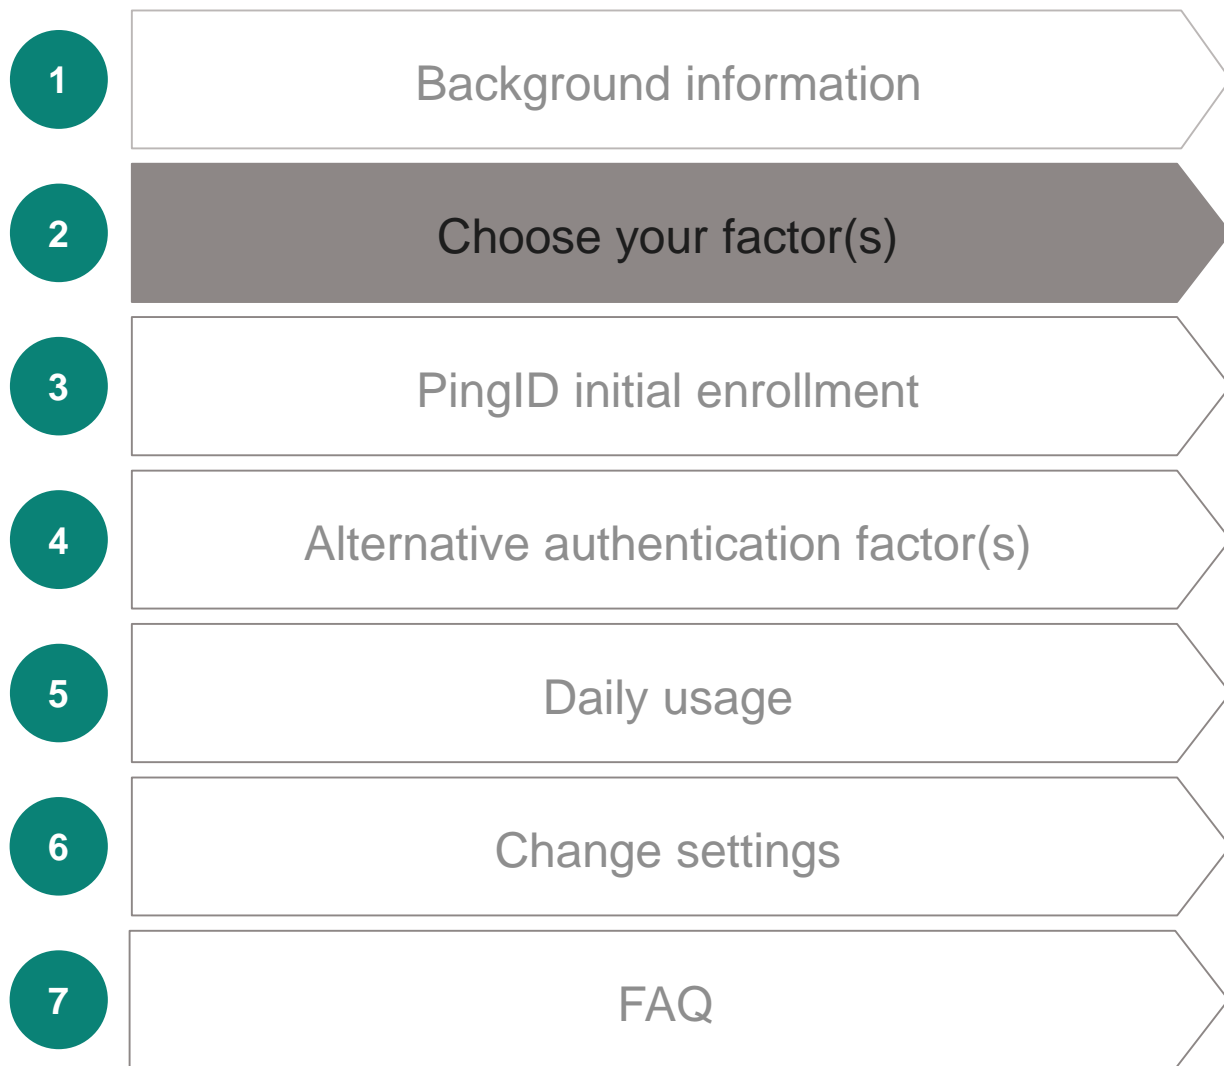 1
Background information
2
Choose your factor(s)
3
PingID initial enrollment
4
Alternative authentication factor(s)
5
Daily usage
6
Change settings
7
FAQ